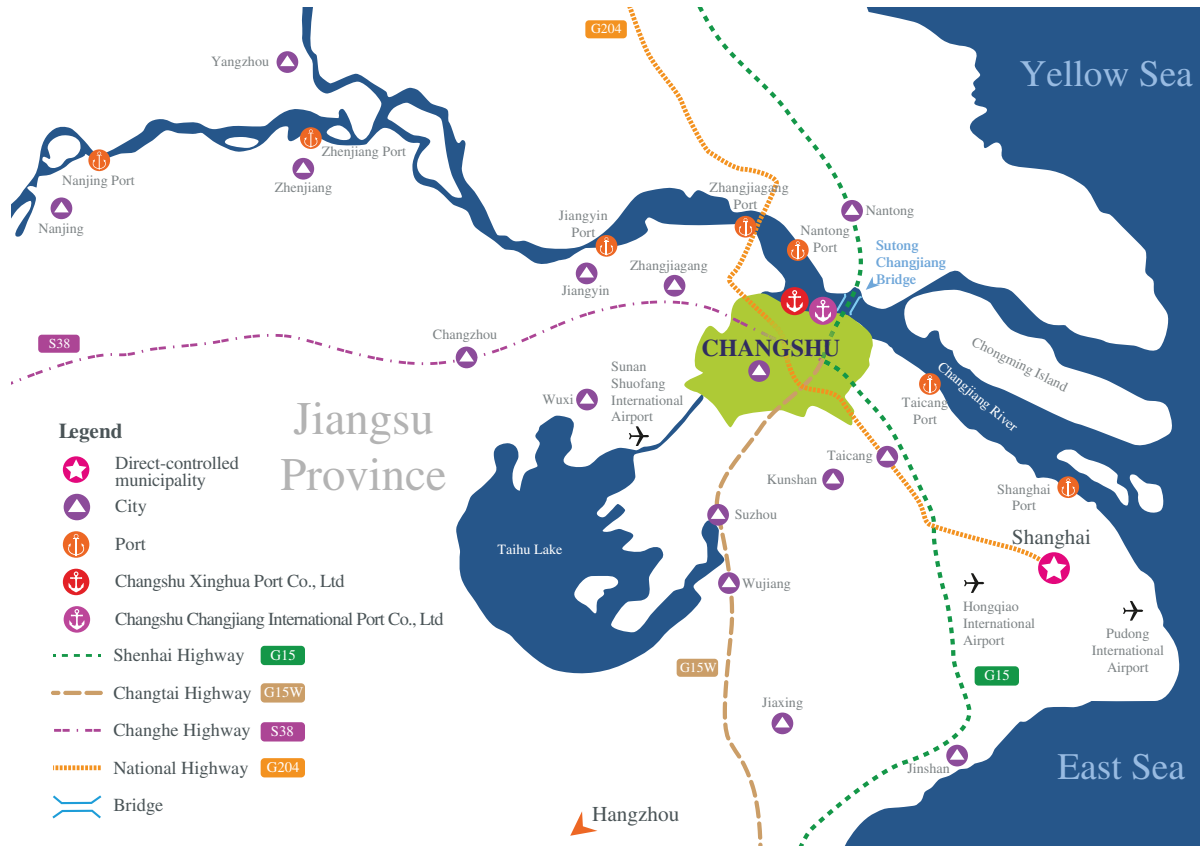 G204
Yellow Sea
Yangzhou
Zhenjiang Port
Nanjing Port
Zhenjiang
Nanjing
Zhangjiagang
Port
Nantong
Jiangyin
Port
Nantong
Port
Sutong
Changjiang
Bridge
Zhangjiagang
Jiangyin
S38
Changzhou
CHANGSHU
Chongming Island
Changjiang River
Sunan
Shuofang
International
Airport
Wuxi
Taicang
Port
Jiangsu
Province
Legend
Direct-controlled
municipality
City
Port
Changshu Xinghua Port Co., Ltd
Changshu Changjiang International Port Co., Ltd
Shenhai Highway G15
Changtai Highway G15W
Changhe Highway S38
National Highway G204
Bridge
Taicang
Kunshan
Shanghai
Port
Suzhou
Shanghai
Taihu Lake
Wujiang
Hongqiao
International
Airport
Pudong
International
Airport
G15W
G15
Jiaxing
Jinshan
East Sea
Hangzhou